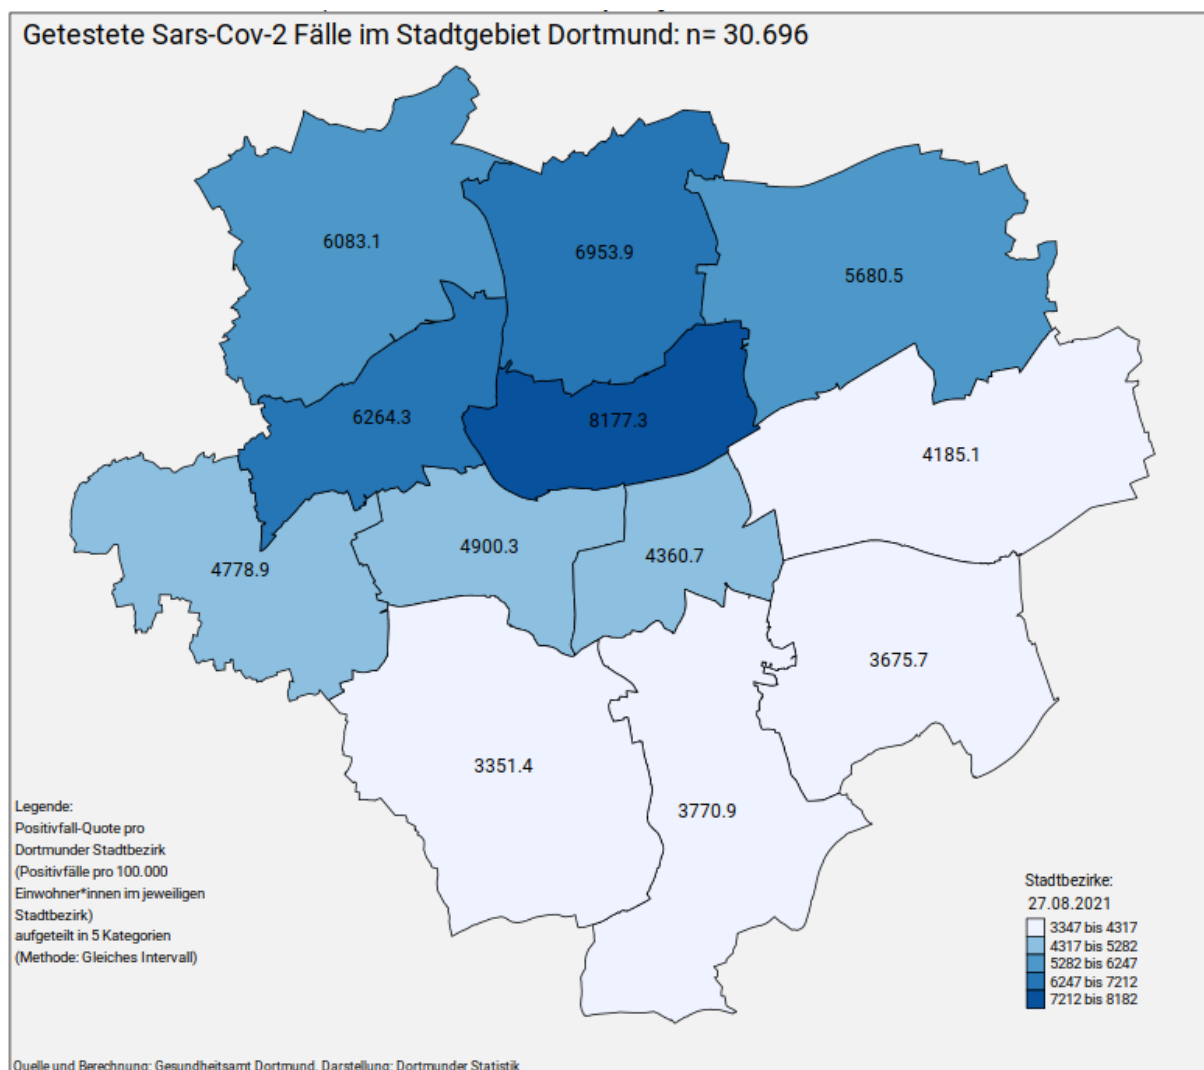 Getestete Sars-Cov-2 Fälle im Stadtgebiet Dortmund: n= 30.696
6083.1
6953.9
5680.5
6264.3
8177.3
4185.1
4778.9
4900.3
4360.7
3675.7
3351.4
3770.9
Legende:
Positivfall-Quote pro
Dortmunder Stadtbezirk
(Positivfälle pro 100.000
Einwohner*innen im jeweiligen
Stadtbezirk)
aufgeteilt in 5 Kategorien
(Methode: Gleiches Intervall)
Stadtbezirke:
27.08.2021
3347 bis 4317
4317 bis 5282
5282 bis 6247
6247 bis 7212
7212 bis 8182
Quelle und Berechnung: Gesundheitsamt Dortmund, Darstellung: Dortmunder Statistik